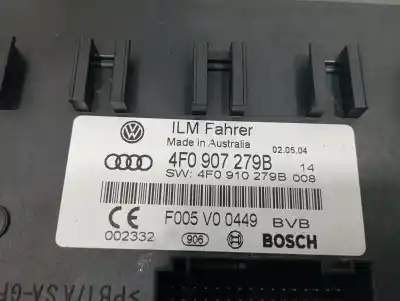 ILM Fahrer
Made in Australia
02.05.04
4F0 907 279B
14
SW: 4F0 910 279B 008
CE
F005 V0 0449
BVB
002332
906
BOSCH